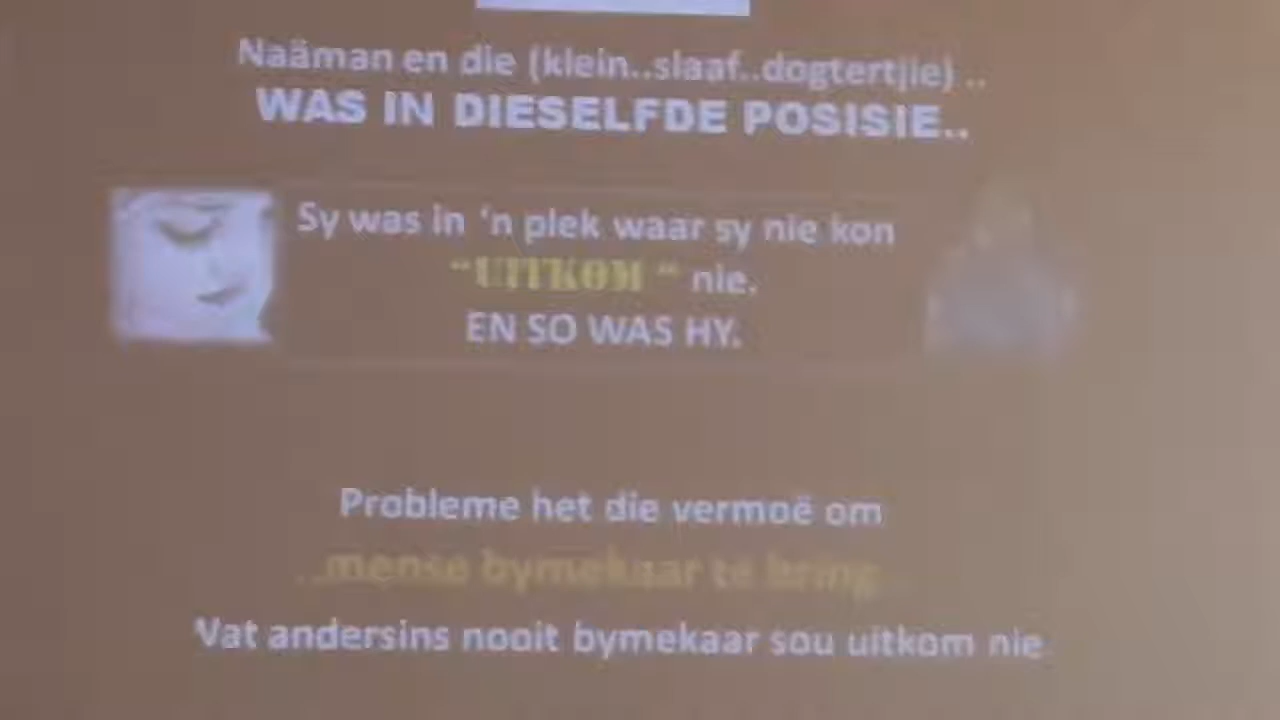 Naäman en die (klein..slaaf..dogtertjie) ..
WAS IN DIESELFDE POSISIE..
Sy was in ‘n plek waar sy nie kon
“UITKOM “ nie.
EN SO WAS HY.
Probleme het die vermoë om
..mense bymekaar te bring..
Wat andersins nooit bymekaar sou uitkom nie